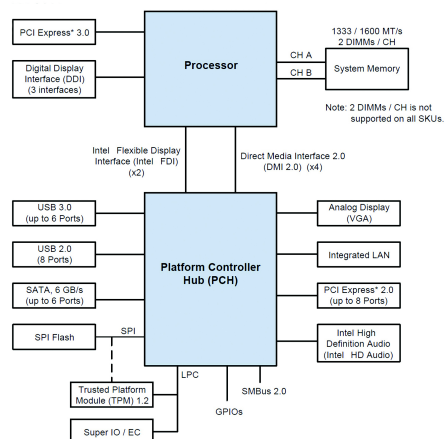 PCI Express* 3.0
Digital Display
Interface (DDI)
(3 interfaces)
Processor
1333 / 1600 MT/s
2 DIMMs / CH
CH A
CH B
System Memory
Note: 2 DIMMs / CH is not
supported on all SKUs.
Intel Flexible Display
Interface (Intel FDI)
(x2)
Direct Media Interface 2.0
(DMI 2.0) (x4)
USB 3.0
(up to 6 Ports)
USB 2.0
(8 Ports)
SATA, 6 GB/s
(up to 6 Ports)
SPI Flash
SPI
Platform Controller
Hub (PCH)
Analog Display
(VGA)
Integrated LAN
PCI Express* 2.0
(up to 8 Ports)
Intel High
Definition Audio
(Intel HD Audio)
Trusted Platform
Module (TPM) 1.2
LPC
SMBus 2.0
GPIOs
Super IO / EC